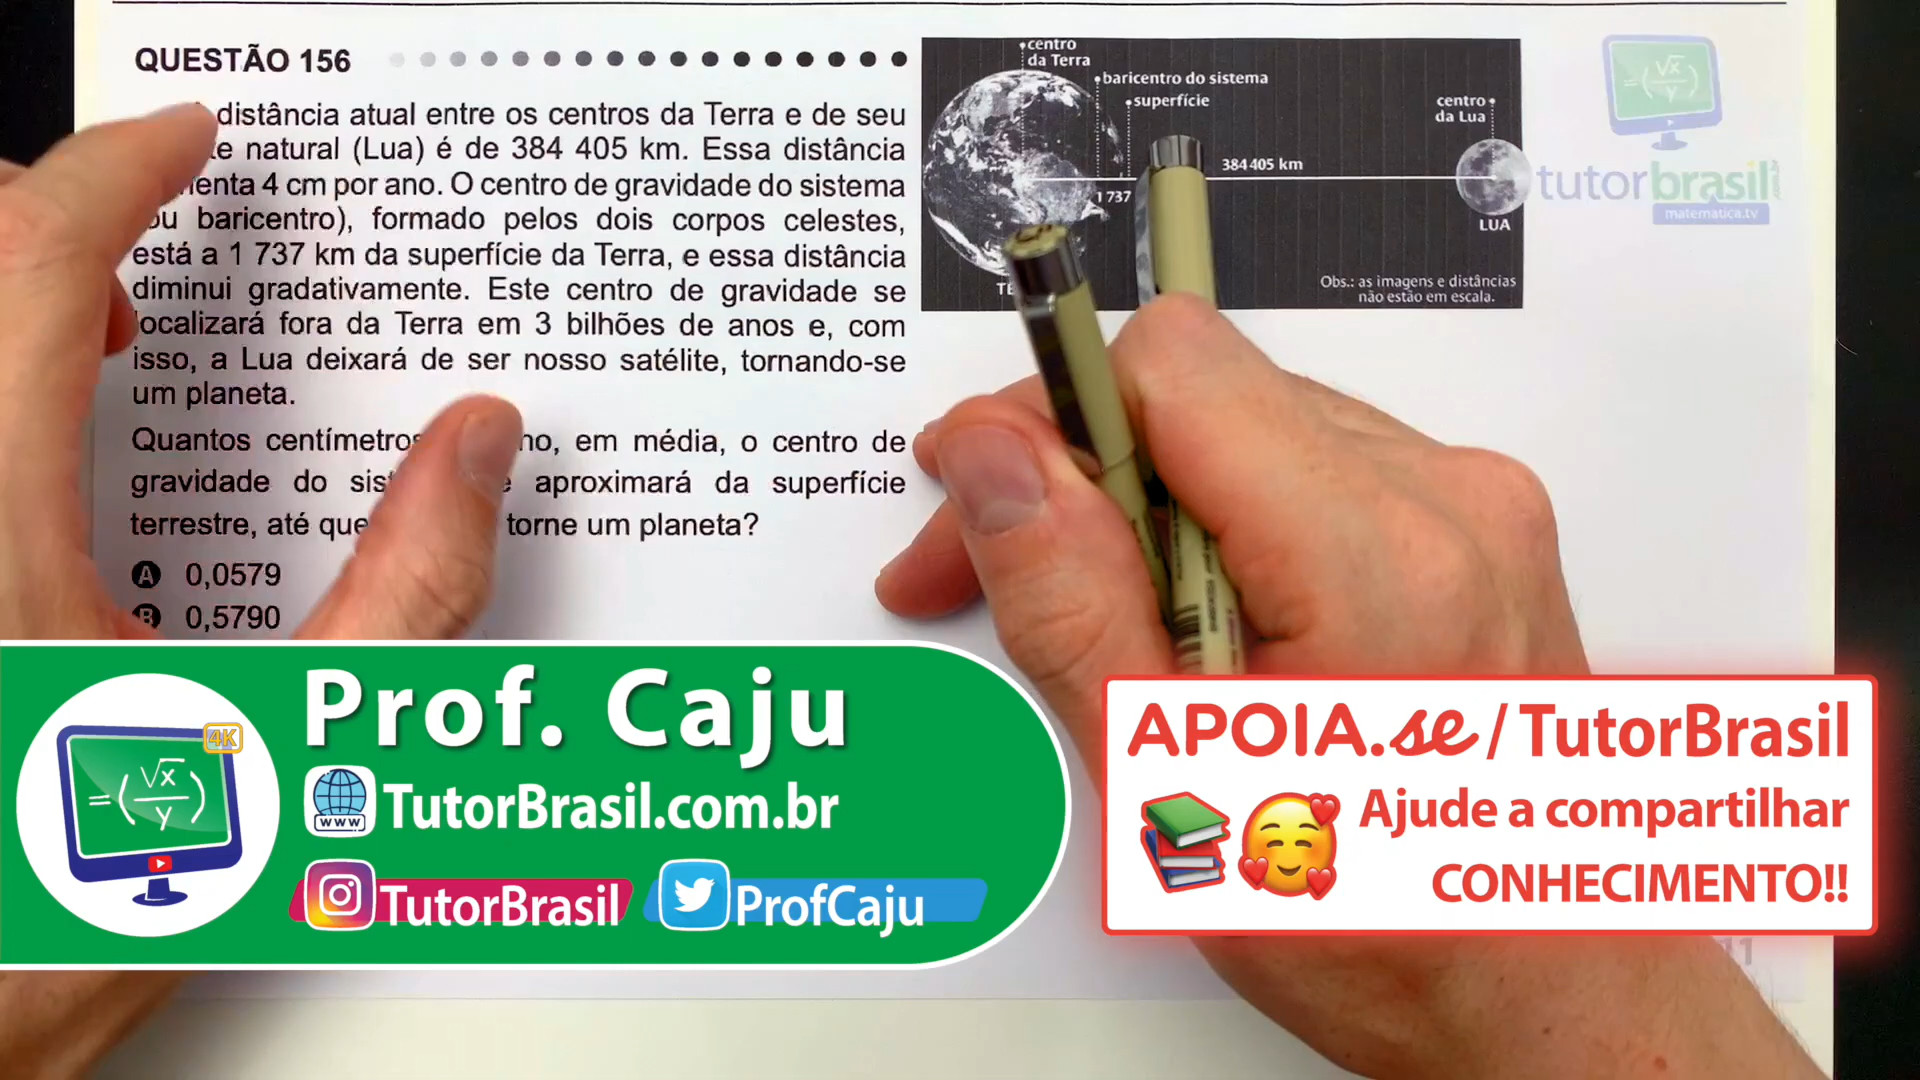 QUESTÃO 156
distância atual entre os centros da Terra e de seu
natural (Lua) é de 384 405 km. Essa distância
4 cm por ano. O centro de gravidade do sistema
baricentro), formado pelos dois corpos celestes,
está a 1 737 km da superfície da Terra, e essa distância
diminui gradativamente. Este centro de gravidade se
localizará fora da Terra em 3 bilhões de anos e, com
isso, a Lua deixará de ser nosso satélite, tornando-se
um planeta.
Quantos centímetros em média, o centro de
gravidade do aproximará da superfície
terrestre, até que torne um planeta?
A 0,0579
B 0,5790
centro
da Terra
baricentro do sistema
superfície
centro
da Lua
384 405 km
1 737
LUA
Obs.: as imagens e distâncias
não estão em escala.
=(√x/y)
tutorbrasil
matematica.tv
=(√x/y)
4K
Prof. Caju
www
TutorBrasil.com.br
TutorBrasil
ProfCaju
APOIA.se/TutorBrasil
Ajude a compartilhar
CONHECIMENTO!!
11